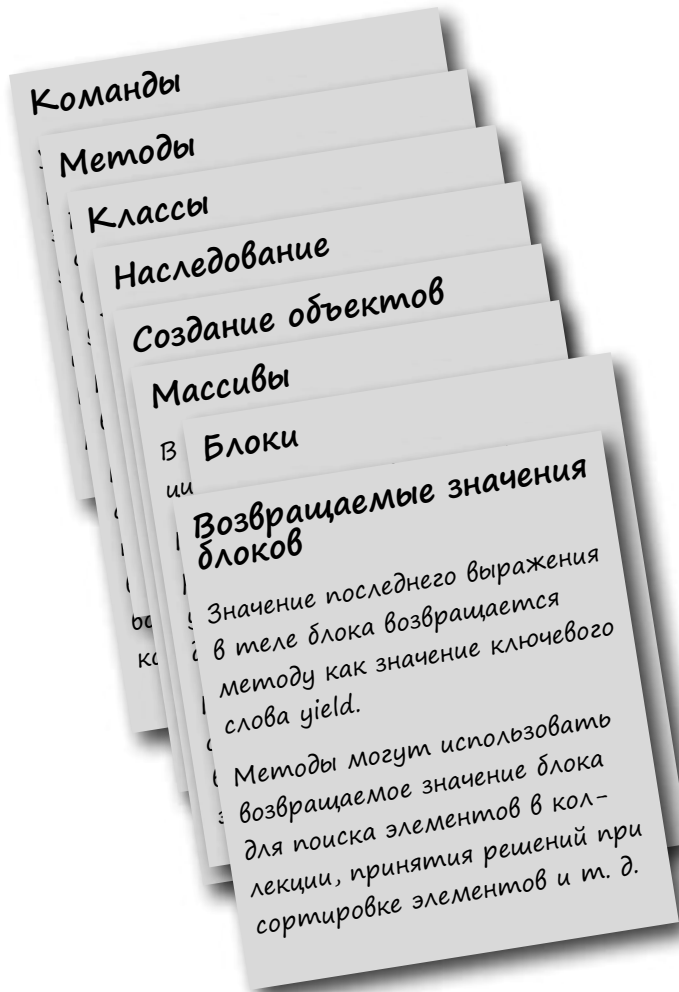 Команды
Методы
Классы
Наследование
Создание объектов
Массивы
В
Блоки
Возвращаемые значения
блоков
Значение последнего выражения
в теле блока возвращается
методу как значение ключевого
слова yield.
Методы могут использовать
возвращаемое значение блока
для поиска элементов в кол-
лекции, принятия решений при
сортировке элементов и т. д.